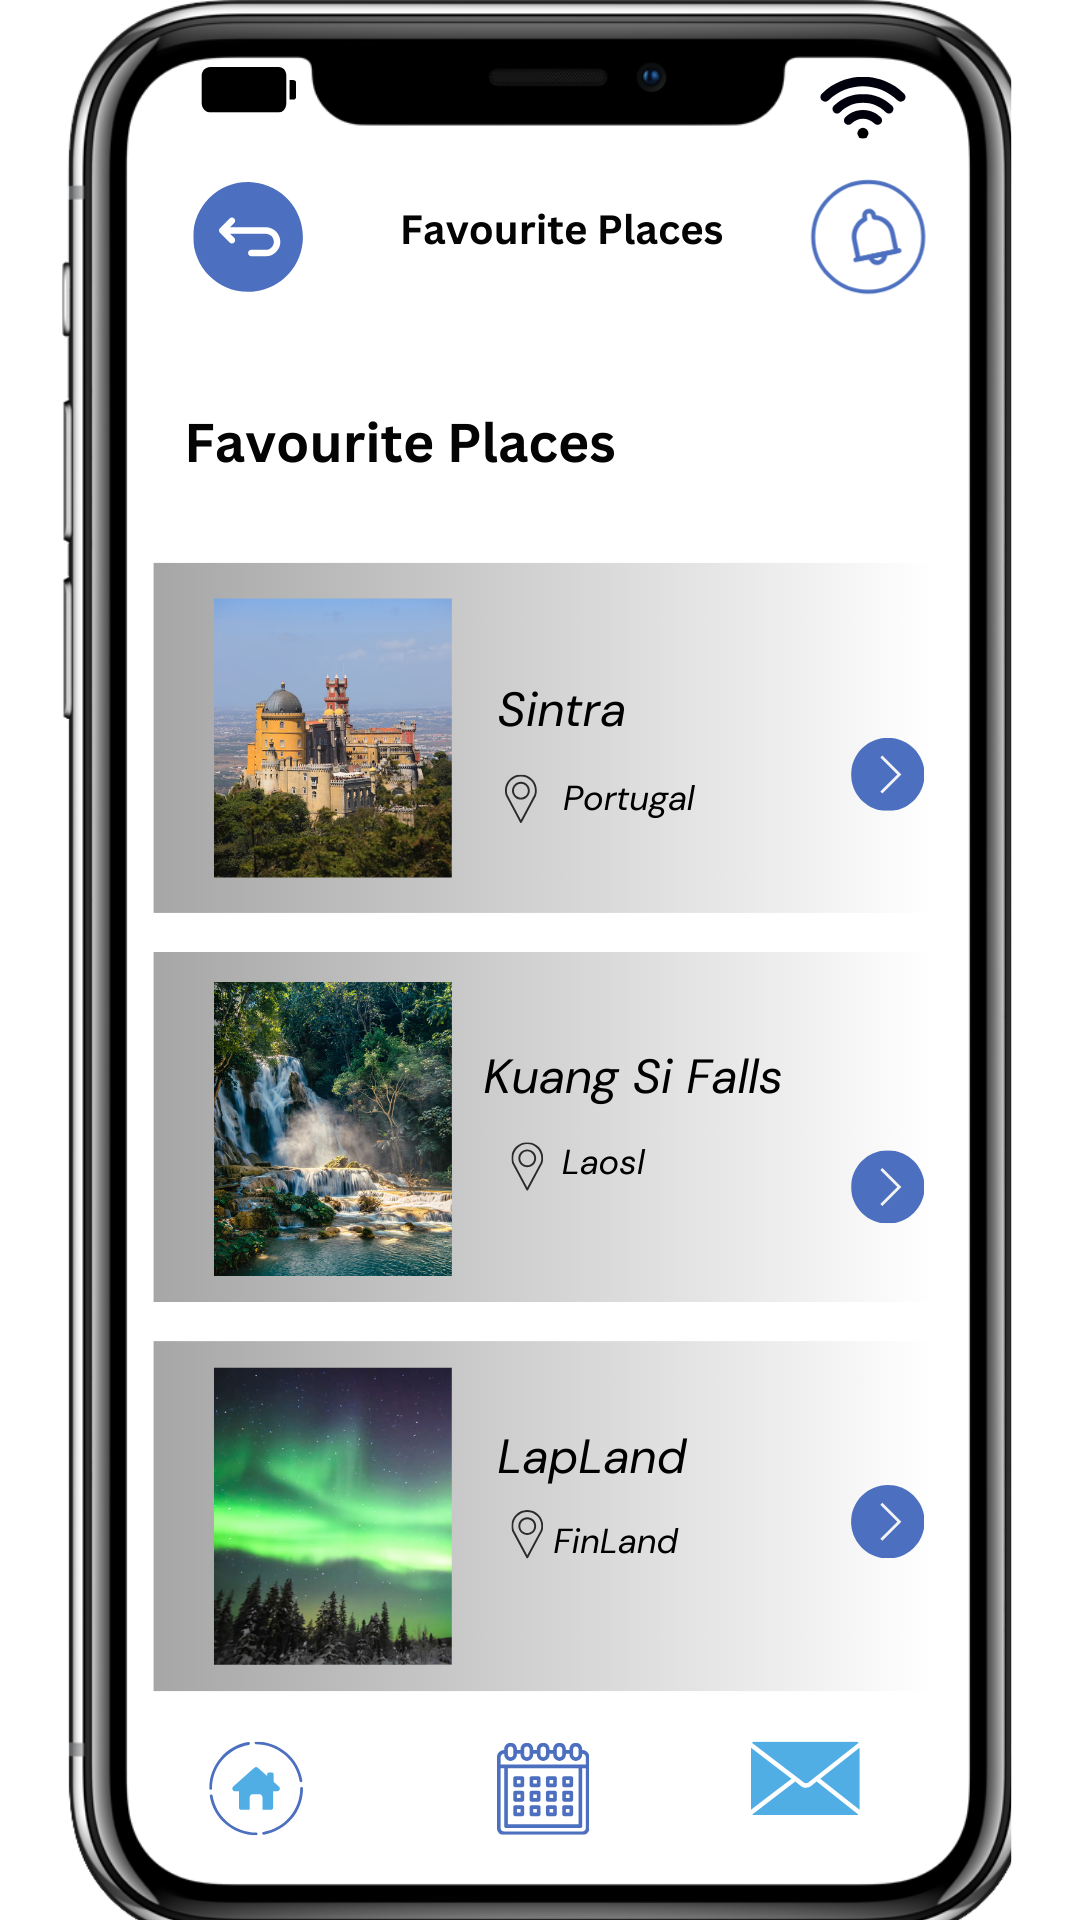 Favourite Places
Favourite Places
Sintra
Portugal
Kuang Si Falls
Laosl
LapLand
FinLand